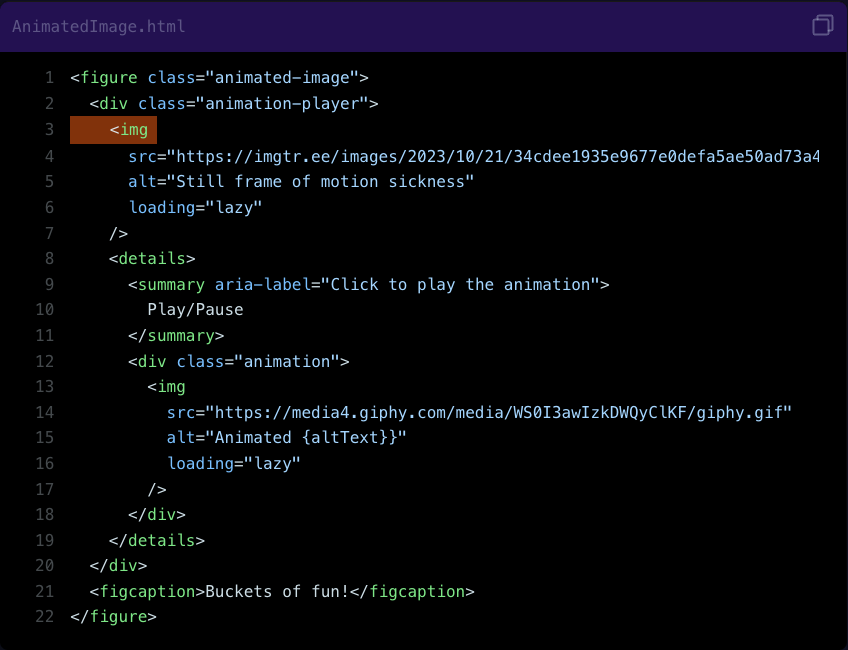 AnimatedImage.html
1 <figure class="animated-image">
2   <div class="animation-player">
3     <img
4       src="https://imgtr.ee/images/2023/10/21/34cdee1935e9677e0defa5ae50ad73a4
5       alt="Still frame of motion sickness"
6       loading="lazy"
7     />
8     <details>
9       <summary aria-label="Click to play the animation">
10         Play/Pause
11       </summary>
12       <div class="animation">
13         <img
14           src="https://media4.giphy.com/media/WS0I3awIzkDWQyClKF/giphy.gif"
15           alt="Animated {altText}}"
16           loading="lazy"
17         />
18       </div>
19     </details>
20   </div>
21   <figcaption>Buckets of fun!</figcaption>
22 </figure>